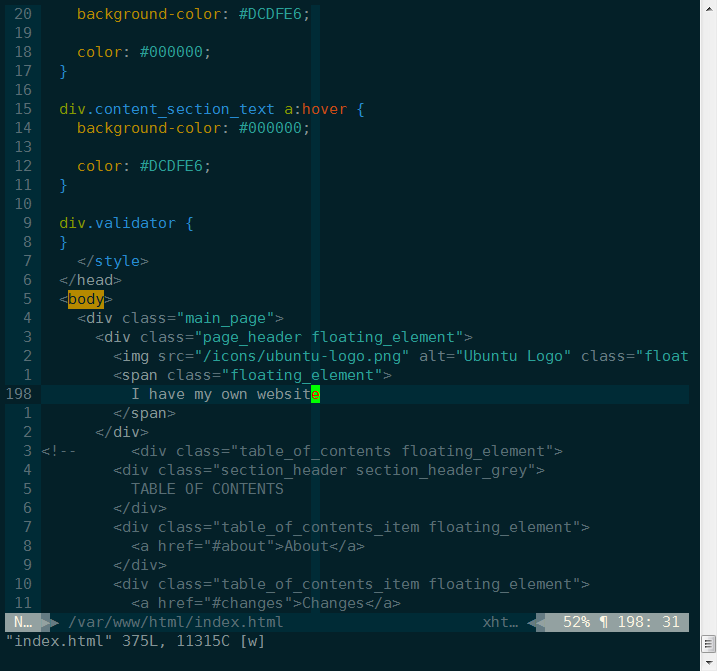 20     background-color: #DCDFE6;
19
18     color: #000000;
17   }
16
15   div.content_section_text a:hover {
14     background-color: #000000;
13
12     color: #DCDFE6;
11   }
10
9   div.validator {
8   }
7     </style>
6   </head>
5   <body>
4     <div class="main_page">
3       <div class="page_header floating_element">
2         <img src="/icons/ubuntu-logo.png" alt="Ubuntu Logo" class="float
1         <span class="floating_element">
198           I have my own website
1         </span>
2       </div>
3 <!--      <div class="table_of_contents floating_element">
4         <div class="section_header section_header_grey">
5           TABLE OF CONTENTS
6         </div>
7         <div class="table_of_contents_item floating_element">
8           <a href="#about">About</a>
9         </div>
10         <div class="table_of_contents_item floating_element">
11           <a href="#changes">Changes</a>
N… /var/www/html/index.html xht… 52% ¶ 198: 31
"index.html" 375L, 11315C [w]